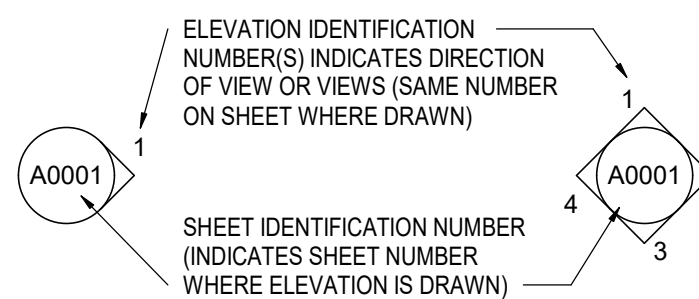 ELEVATION IDENTIFICATION
NUMBER(S) INDICATES DIRECTION
OF VIEW OR VIEWS (SAME NUMBER
ON SHEET WHERE DRAWN)
1
1
A0001
A0001
4
3
SHEET IDENTIFICATION NUMBER
(INDICATES SHEET NUMBER
WHERE ELEVATION IS DRAWN)